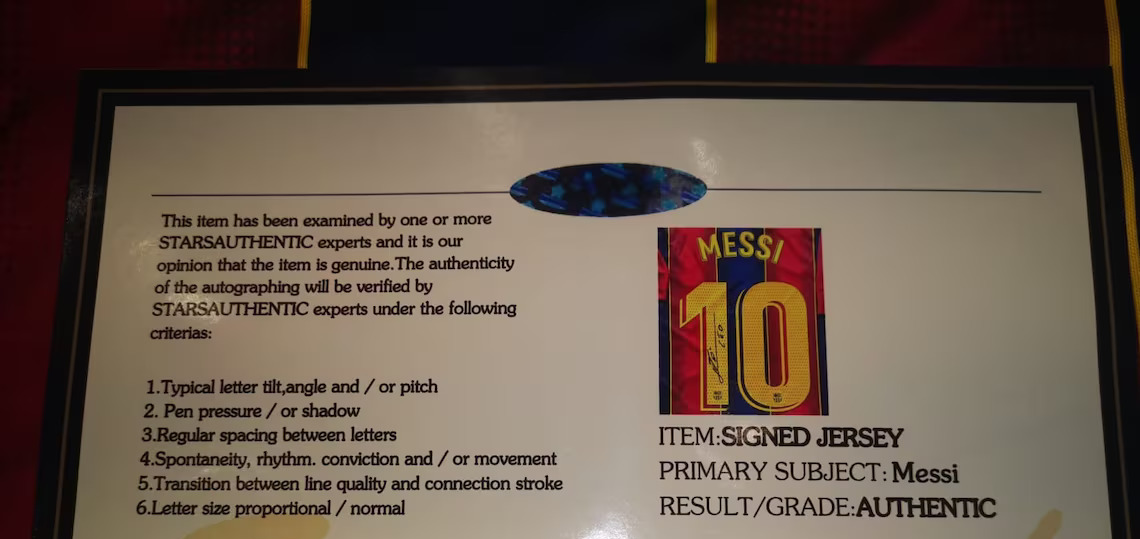 This item has been examined by one or more
STARSAUTHENTIC experts and it is our
opinion that the item is genuine.The authenticity
of the autographing will be verified by
STARSAUTHENTIC experts under the following
criterias:
1.Typical letter tilt,angle and / or pitch
2. Pen pressure / or shadow
3.Regular spacing between letters
4.Spontaneity, rhythm. conviction and / or movement
5.Transition between line quality and connection stroke
6.Letter size proportional / normal
MESSI
10
ITEM:SIGNED JERSEY
PRIMARY SUBJECT: Messi
RESULT/GRADE:AUTHENTIC